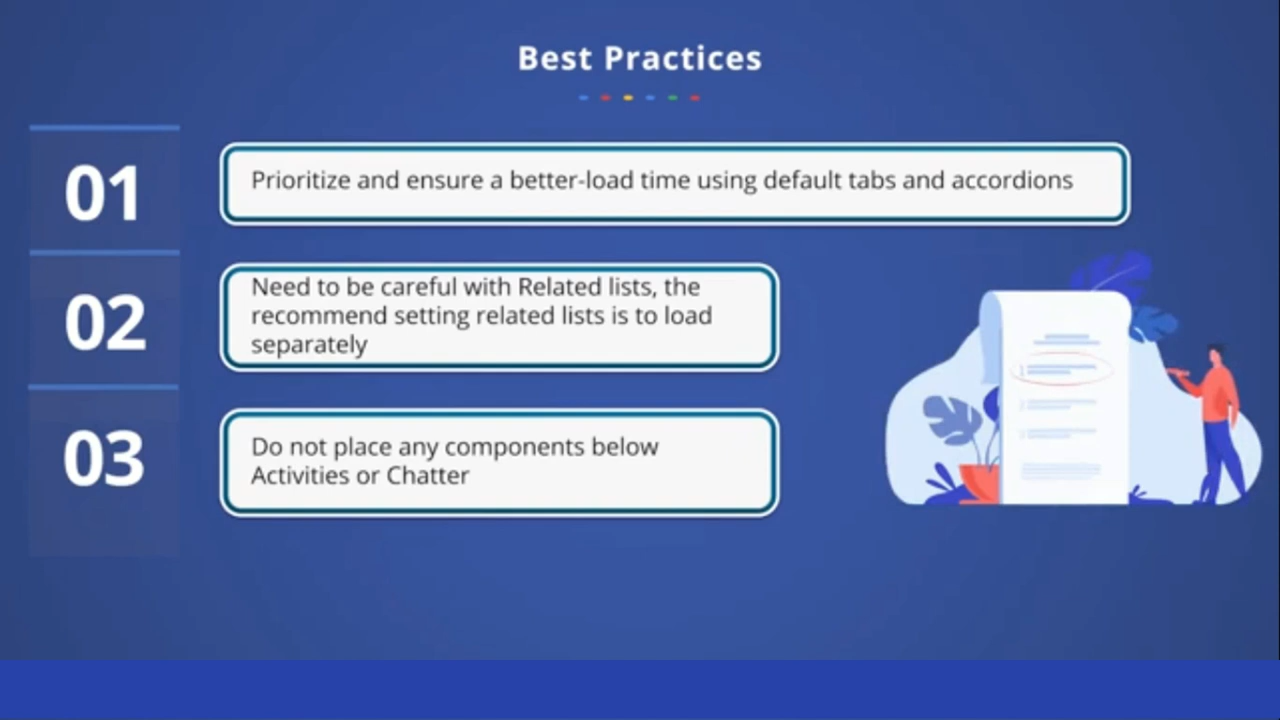 Best Practices
01
Prioritize and ensure a better-load time using default tabs and accordions
02
Need to be careful with Related lists, the
recommend setting related lists is to load
separately
03
Do not place any components below
Activities or Chatter